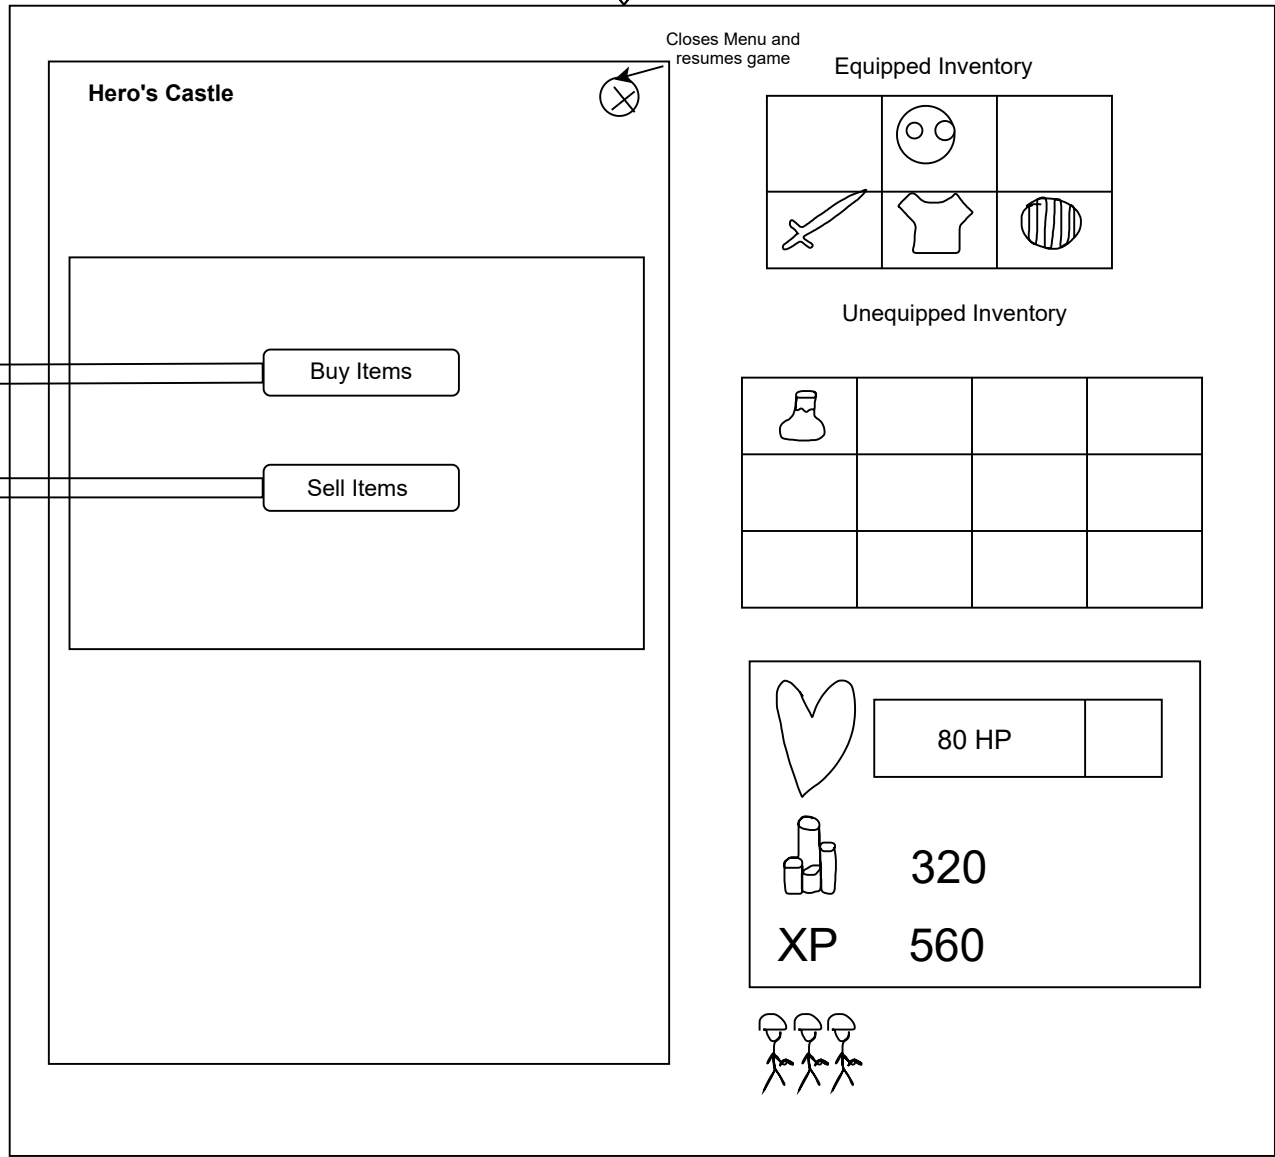 Closes Menu and
resumes game
Hero's Castle
Equipped Inventory
Unequipped Inventory
Buy Items
Sell Items
80 HP
320
XP 560